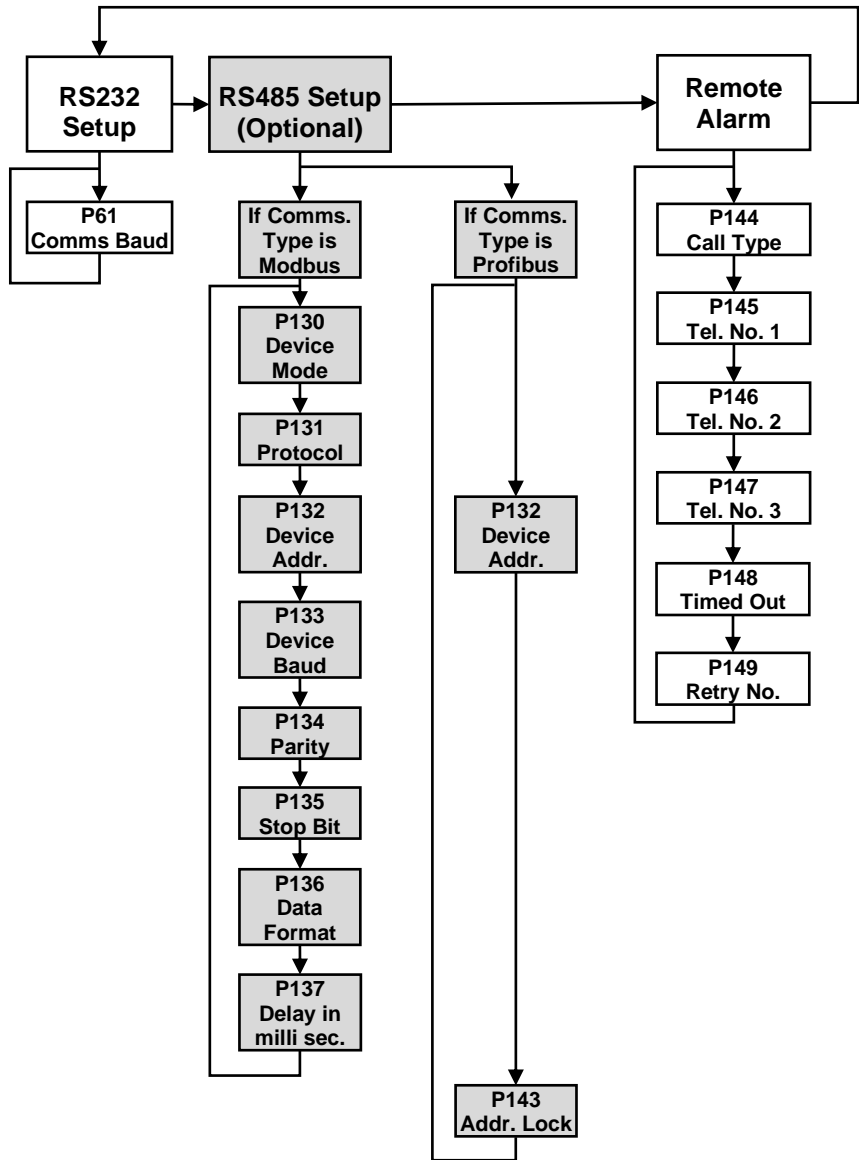 RS232
Setup
RS485 Setup
(Optional)
Remote
Alarm
P61
Comms Baud
If Comms.
Type is
Modbus
P130
Device
Mode
P131
Protocol
P132
Device
Addr.
P133
Device
Baud
P134
Parity
P135
Stop Bit
P136
Data
Format
P137
Delay in
milli sec.
If Comms.
Type is
Profibus
P132
Device
Addr.
P143
Addr. Lock
P144
Call Type
P145
Tel. No. 1
P146
Tel. No. 2
P147
Tel. No. 3
P148
Timed Out
P149
Retry No.